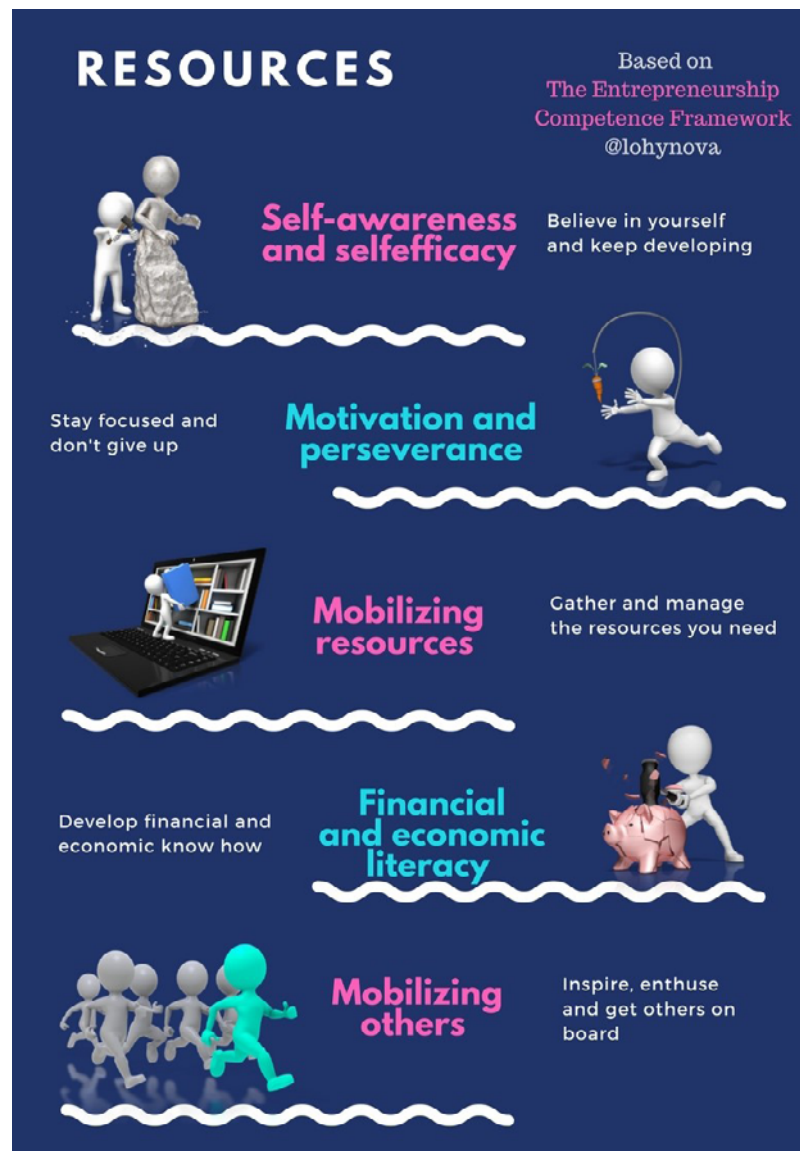 RESOURCES
Based on
The Entrepreneurship
Competence Framework
@lohynova
Self-awareness
and selfefficacy
Believe in yourself
and keep developing
Stay focused and
don't give up
Motivation and
perseverance
Mobilizing
resources
Gather and manage
the resources you need
Develop financial and
economic know how
Financial
and economic
literacy
Mobilizing
others
Inspire, enthuse
and get others on
board